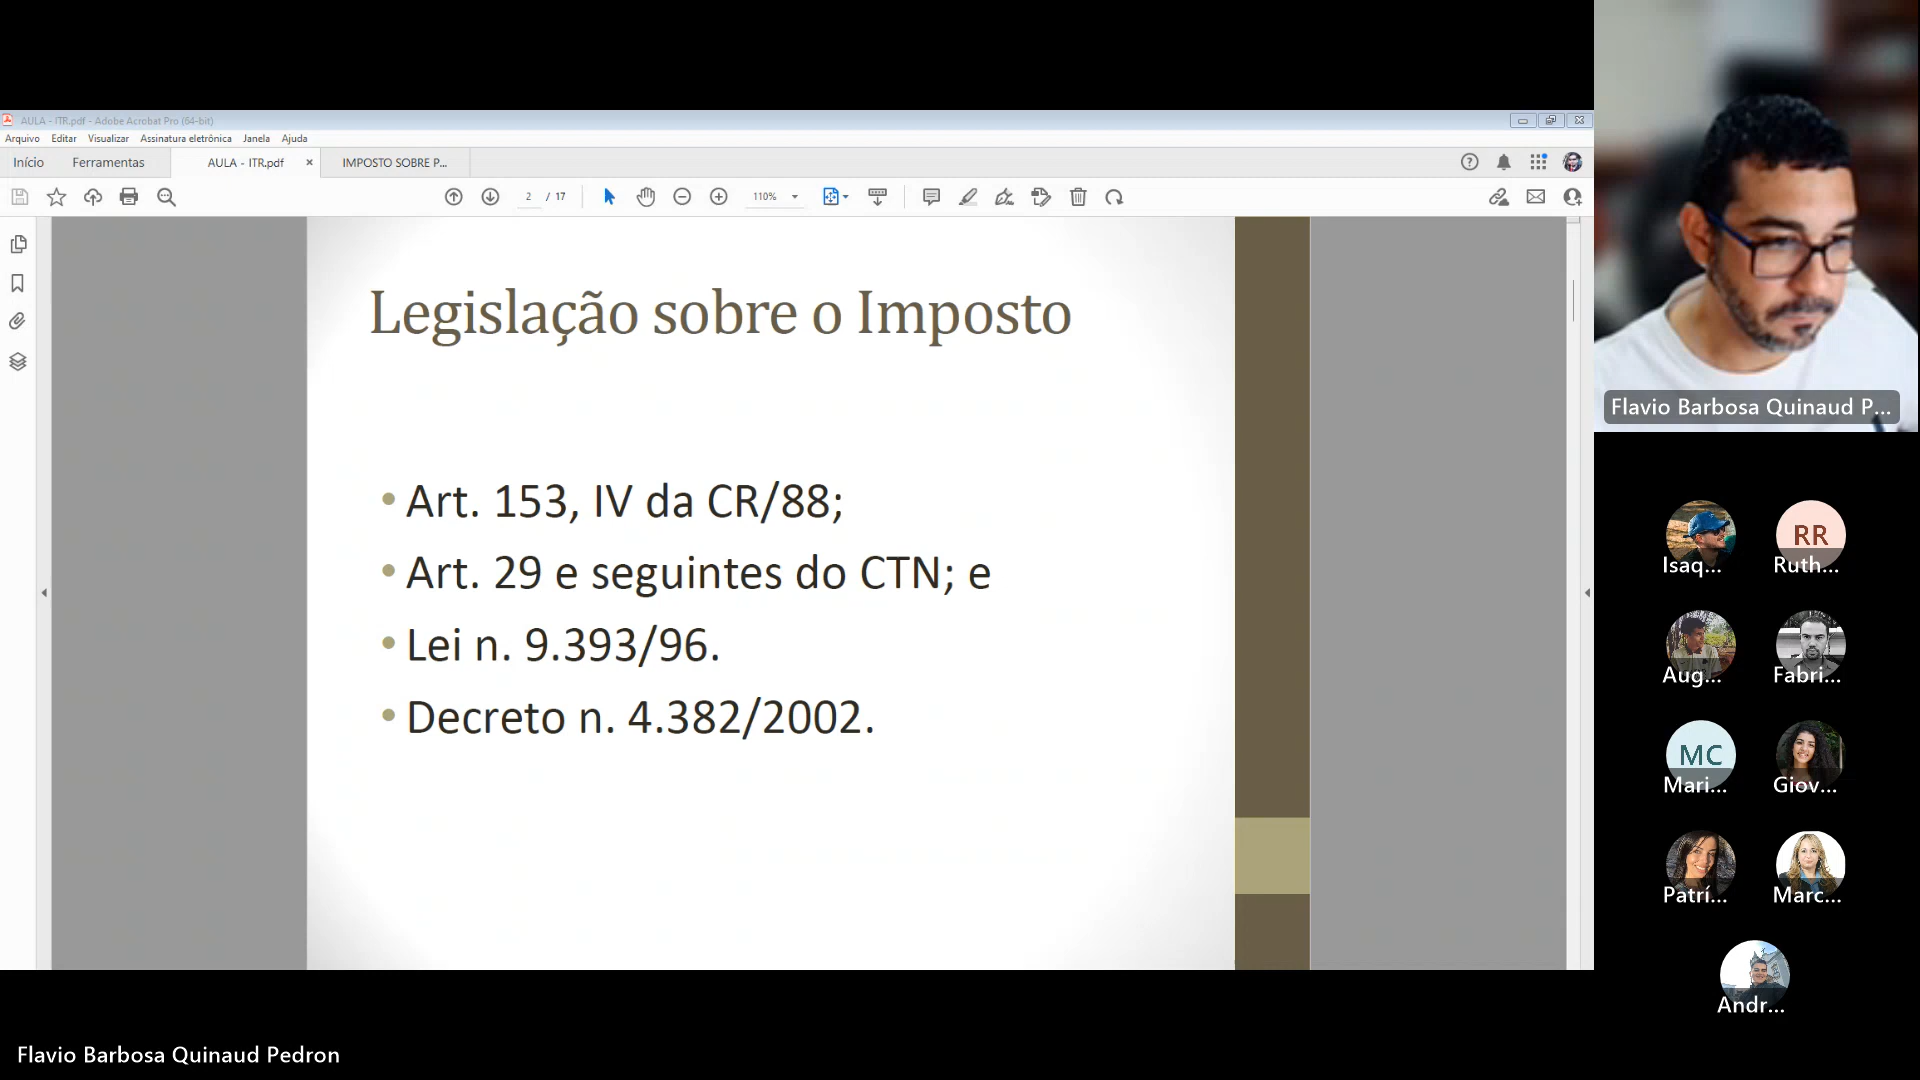 AULA - ITR.pdf - Adobe Acrobat Pro (64-bit)
Arquivo Editar Visualizar Assinatura eletrônica Janela Ajuda
Início Ferramentas AULA - ITR.pdf × IMPOSTO SOBRE P...
2 / 17 110%
Legislação sobre o Imposto
• Art. 153, IV da CR/88;
• Art. 29 e seguintes do CTN; e
• Lei n. 9.393/96.
• Decreto n. 4.382/2002.
Flavio Barbosa Quinaud P...
RR
Isaq... Ruth...
Aug... Fabri...
MC
Mari... Giov...
Patrí... Marc...
Andr...
Flavio Barbosa Quinaud Pedron